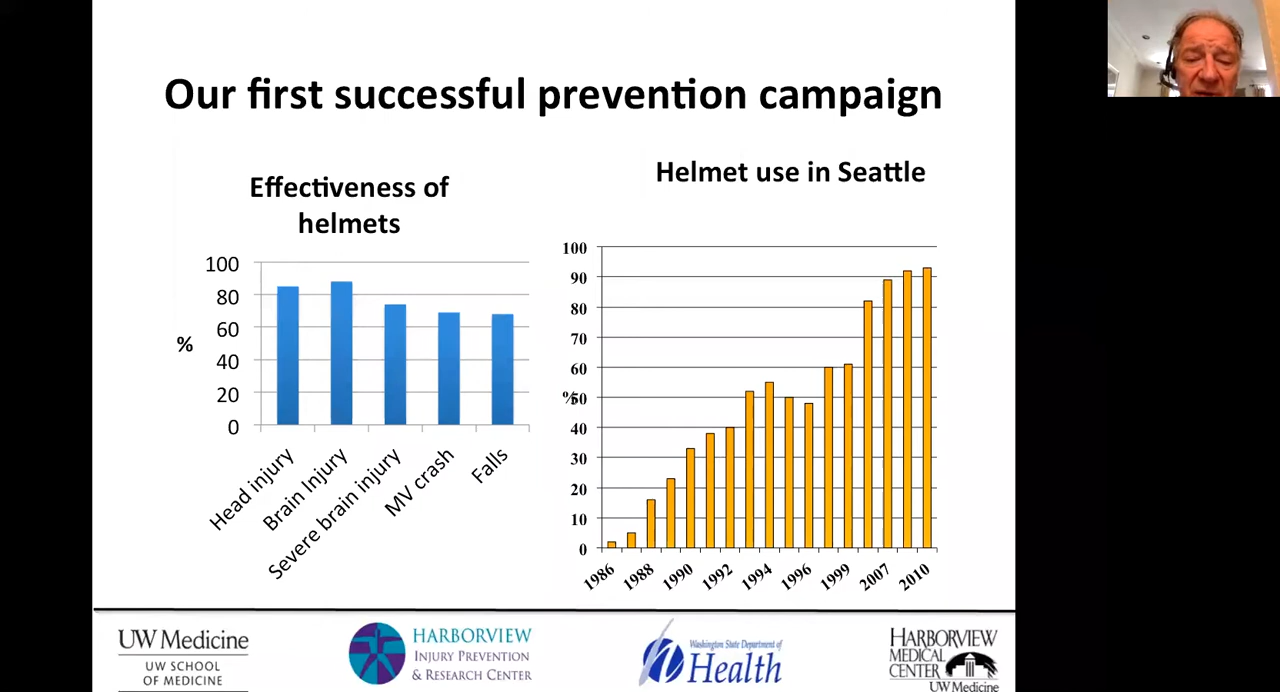 Our first successful prevention campaign
Effectiveness of
helmets
100
80
60
40
20
0
%
Head injury
Brain Injury
Severe brain injury
MV crash
Falls
Helmet use in Seattle
100
90
80
70
60
50
40
30
20
10
0
%
1986
1988
1990
1992
1994
1996
1999
2007
2010
UW Medicine
UW SCHOOL
OF MEDICINE
HARBORVIEW
INJURY PREVENTION
& RESEARCH CENTER
Washington State Department of
Health
HARBORVIEW
MEDICAL
CENTER
UW Medicine